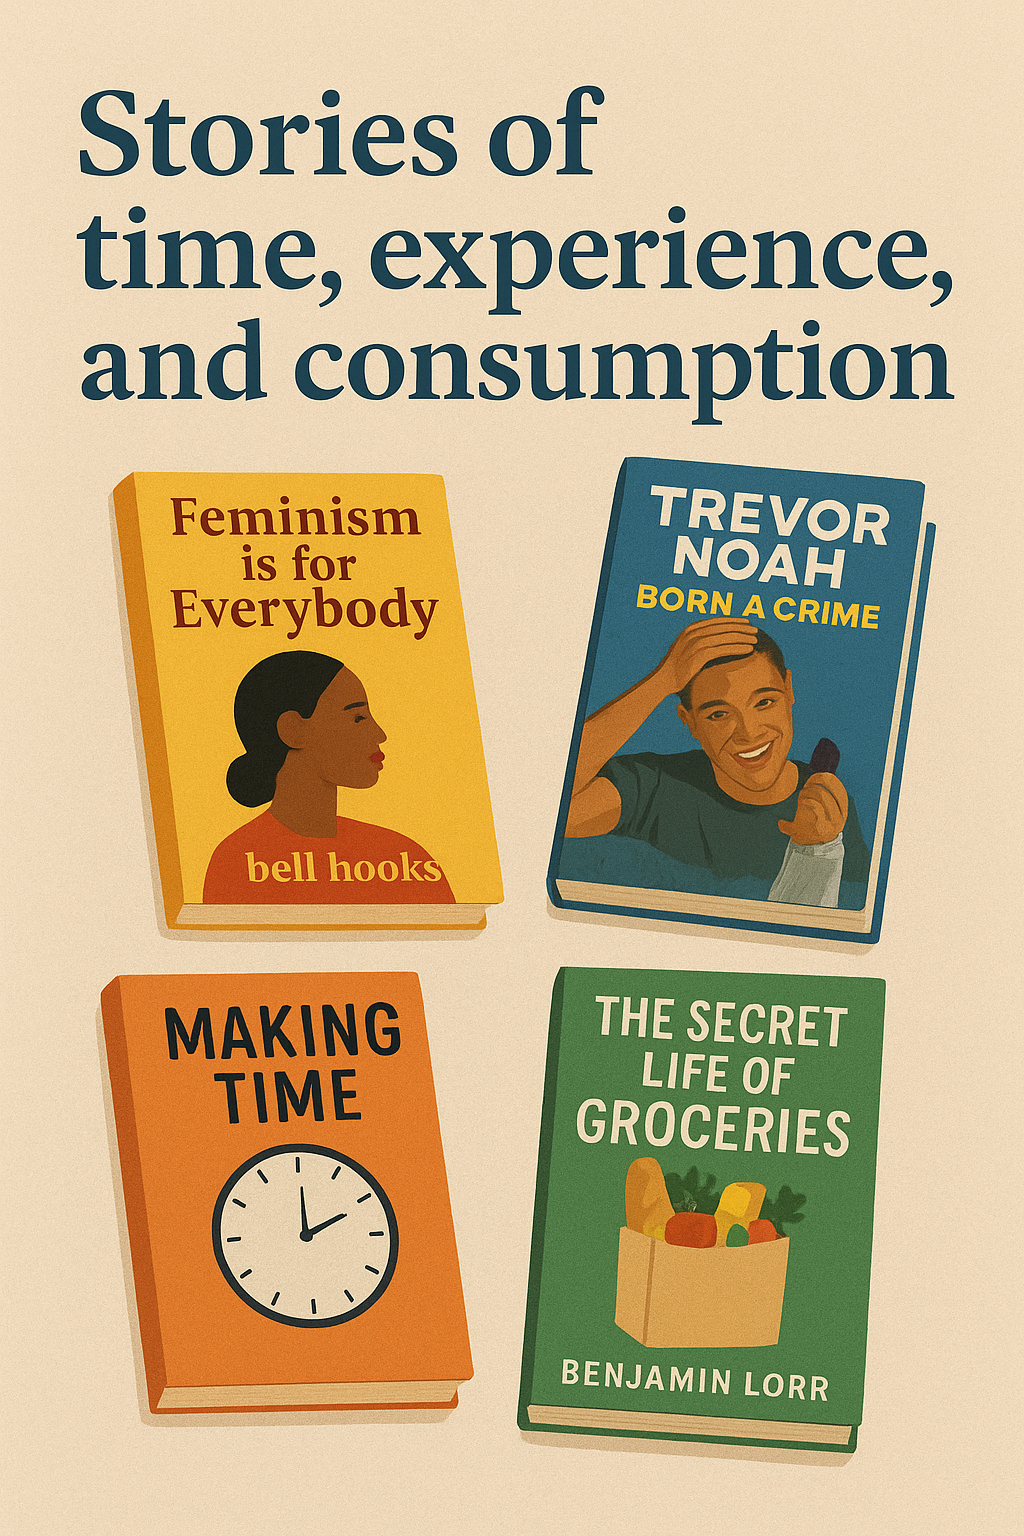 Stories of
time, experience,
and consumption
Feminism
is for
Everybody
bell hooks
TREVOR
NOAH
BORN A CRIME
MAKING
TIME
THE SECRET
LIFE OF
GROCERIES
BENJAMIN LORR